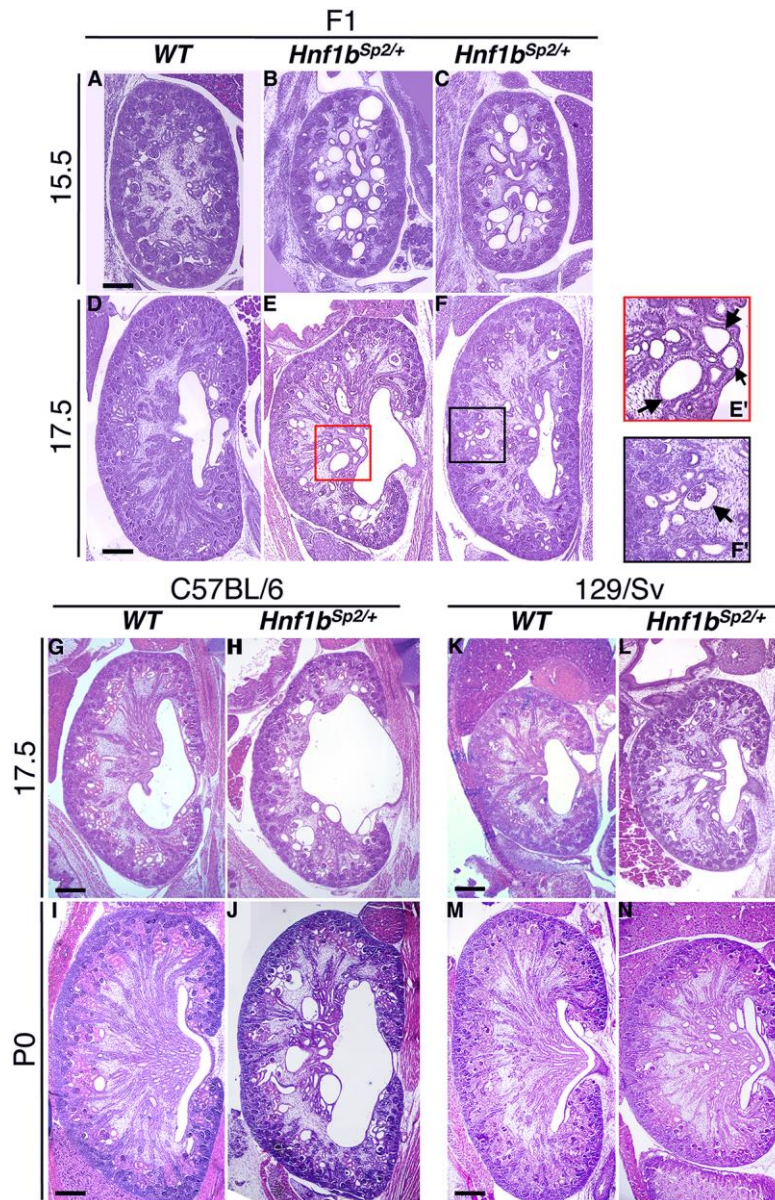 F1
WT Hnf1b^Sp2/+ Hnf1b^Sp2/+
15.5
A B C
17.5
D E F
E'
F'
C57BL/6 129/Sv
WT Hnf1b^Sp2/+ WT Hnf1b^Sp2/+
17.5
G H K L
P0
I J M N